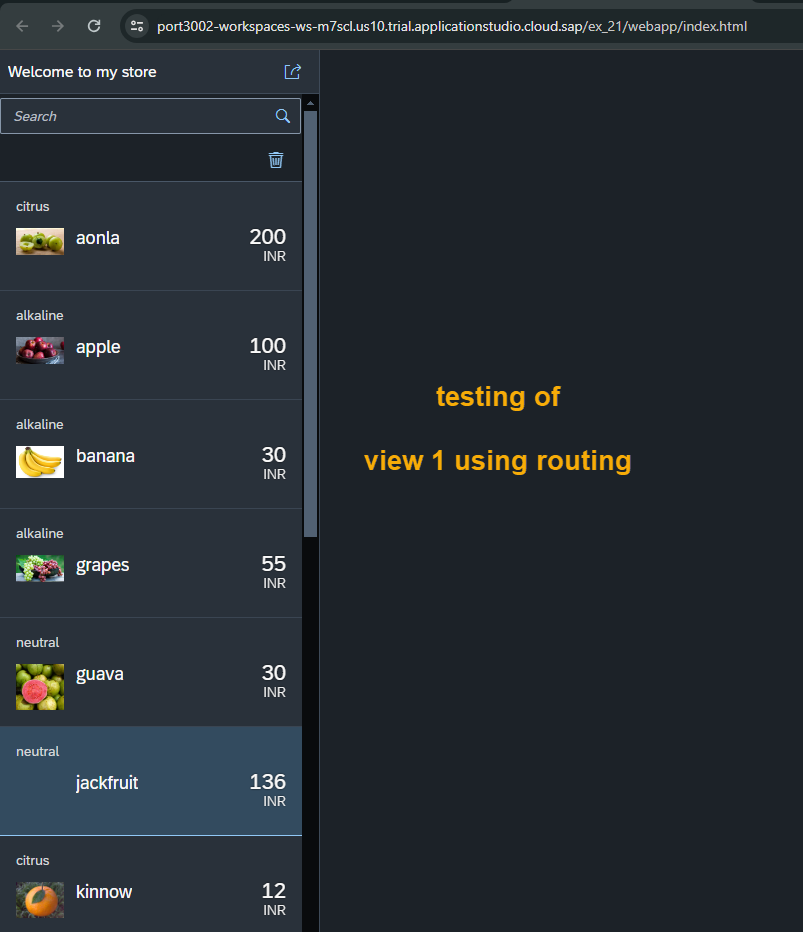 port3002-workspaces-ws-m7scl.us10.trial.applicationstudio.cloud.sap/ex_21/webapp/index.html
Welcome to my store
Search
citrus
aonla
200
INR
alkaline
apple
100
INR
alkaline
banana
30
INR
alkaline
grapes
55
INR
neutral
guava
30
INR
neutral
jackfruit
136
INR
citrus
kinnow
12
INR
testing of
view 1 using routing